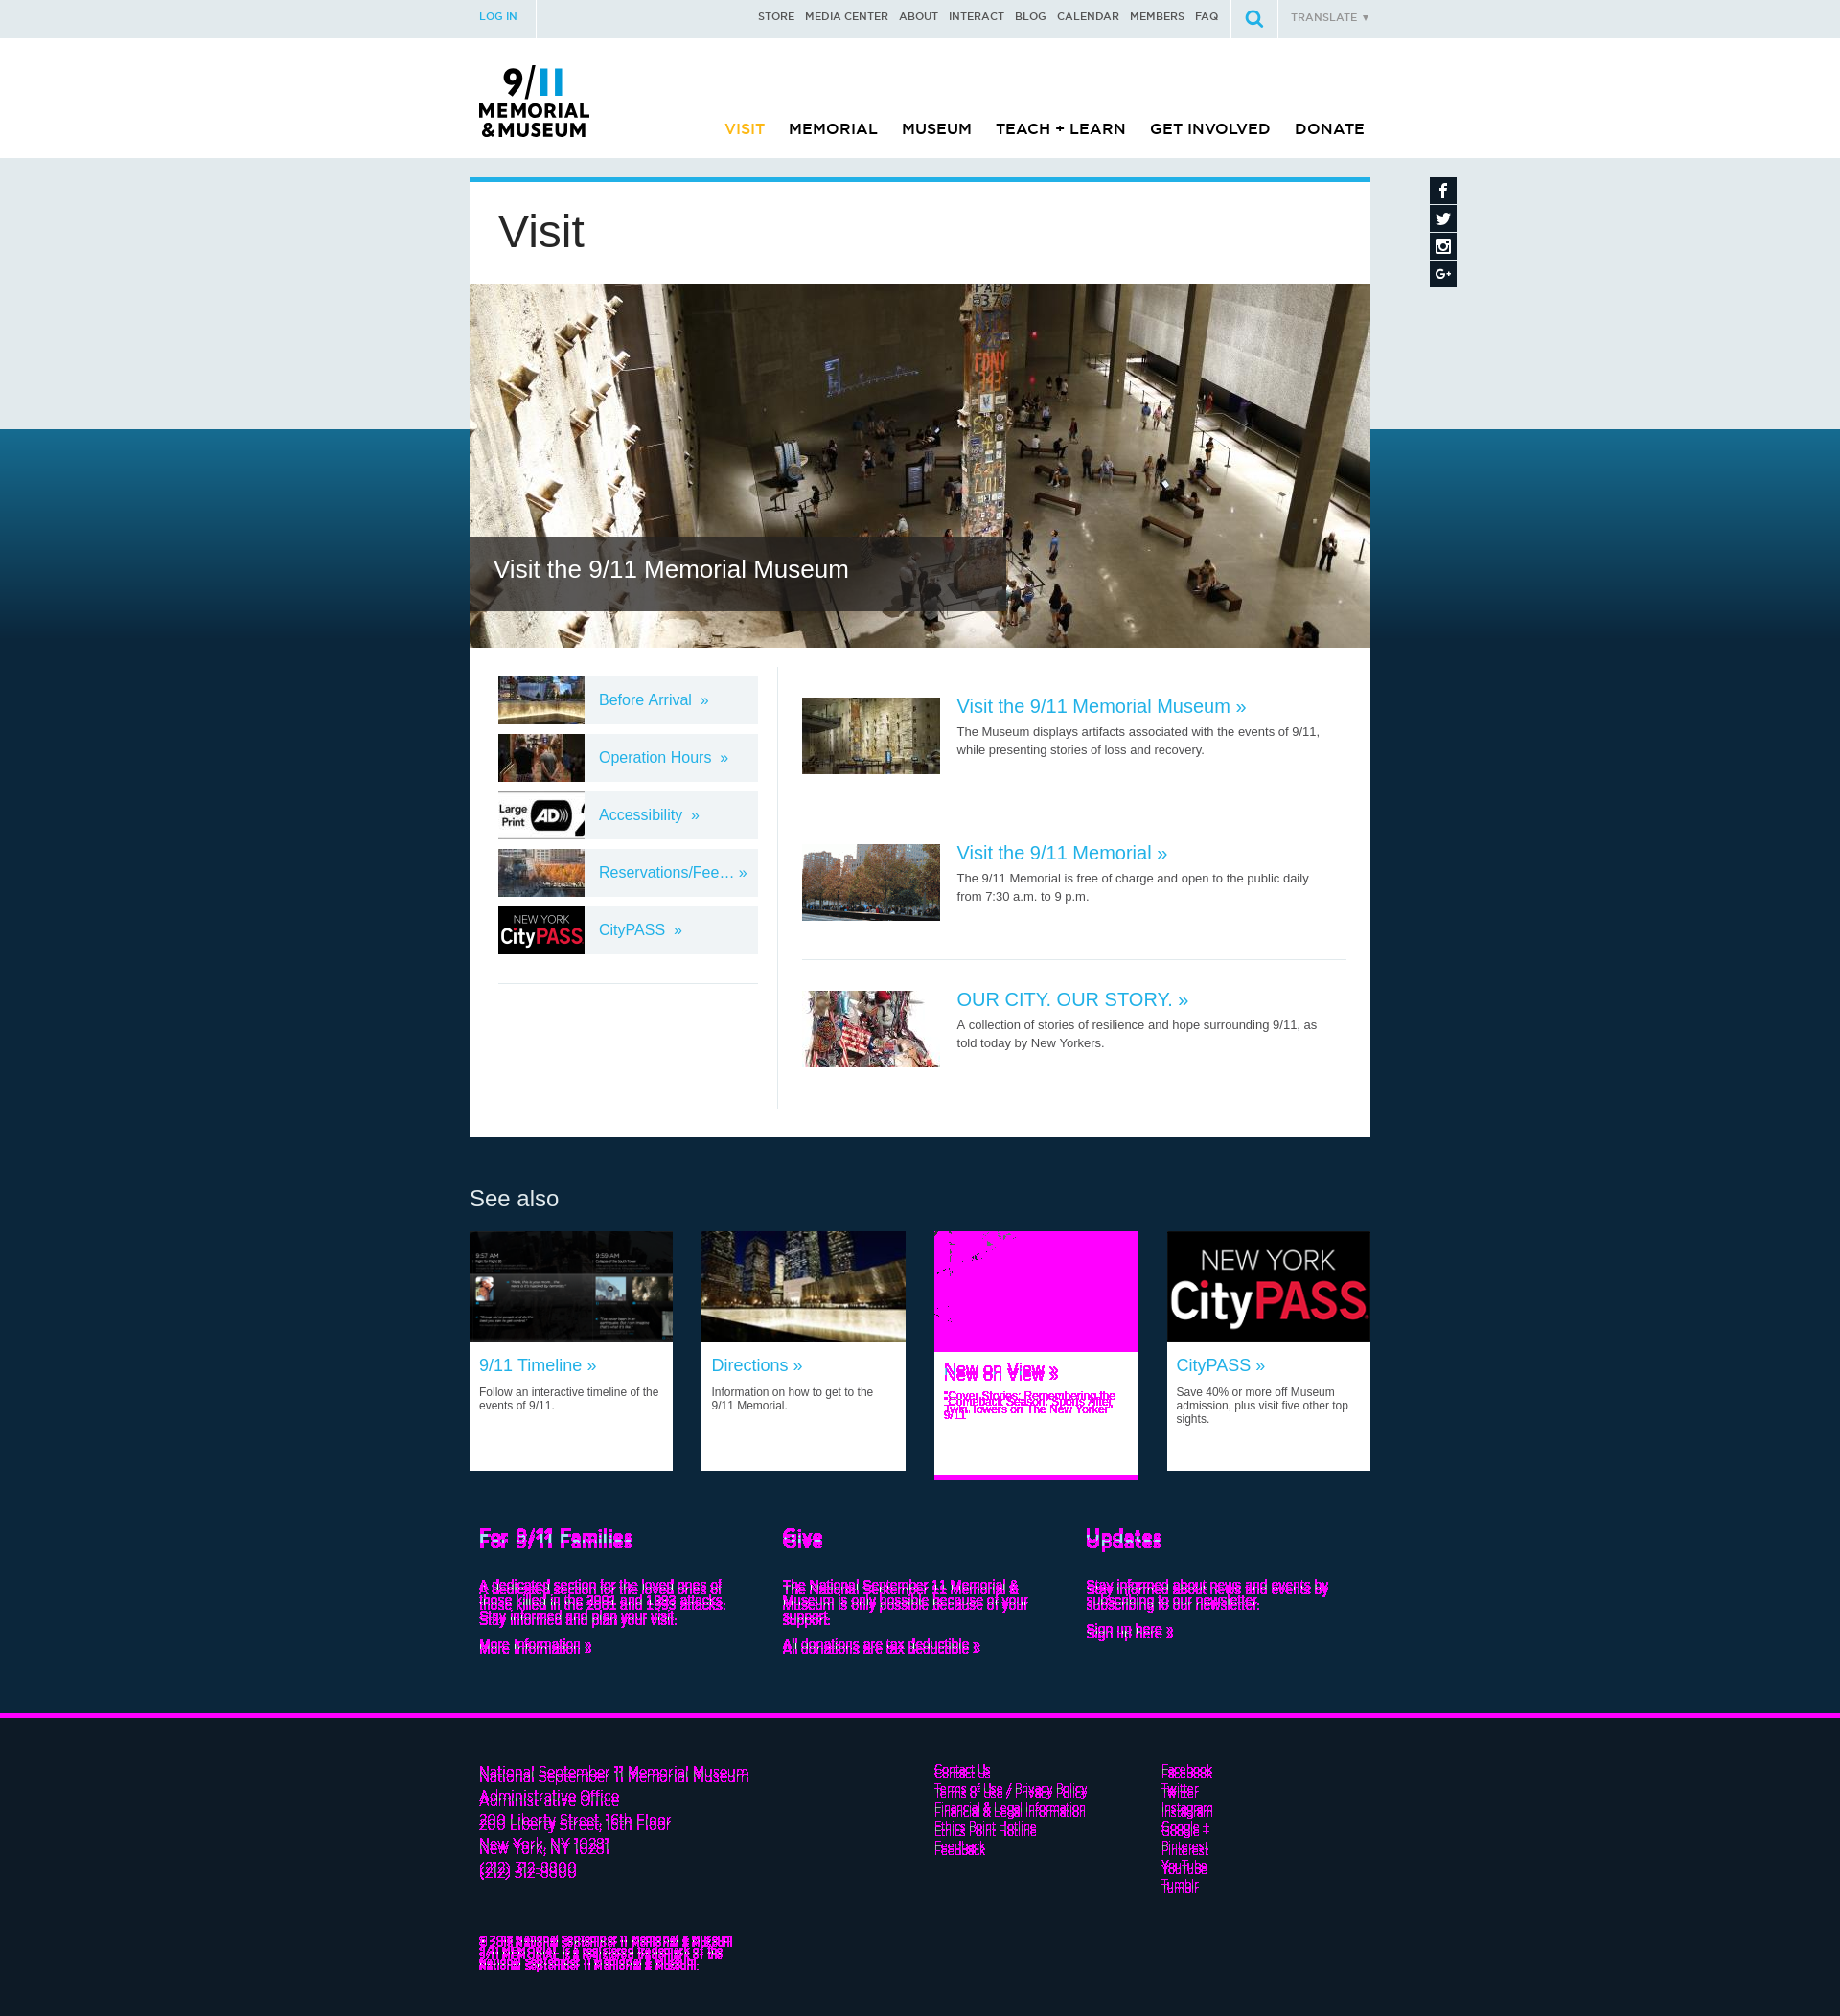 LOG IN
STORE MEDIA CENTER ABOUT INTERACT BLOG CALENDAR MEMBERS FAQ TRANSLATE ▼
9/11
MEMORIAL
&MUSEUM
VISIT MEMORIAL MUSEUM TEACH + LEARN GET INVOLVED DONATE
Visit
PAPD
37
FDNY
343
Visit the 9/11 Memorial Museum
Before Arrival »
Operation Hours »
Large
Print
AD
Accessibility »
Reservations/Fee... »
NEW YORK
CityPASS
CityPASS »
Visit the 9/11 Memorial Museum »
The Museum displays artifacts associated with the events of 9/11,
while presenting stories of loss and recovery.
Visit the 9/11 Memorial »
The 9/11 Memorial is free of charge and open to the public daily
from 7:30 a.m. to 9 p.m.
OUR CITY. OUR STORY. »
A collection of stories of resilience and hope surrounding 9/11, as
told today by New Yorkers.
See also
9:57 AM
9:59 AM
9/11 Timeline »
Follow an interactive timeline of the
events of 9/11.
Directions »
Information on how to get to the
9/11 Memorial.
Now on View »
NEW YORK
CityPASS
CityPASS »
Save 40% or more off Museum
admission, plus visit five other top
sights.
For 9/11 Families
A dedicated section for the loved ones of
those killed in the 2001 and 1993 attacks.
Stay informed and plan your visit.
More Information »
Give
The National September 11 Memorial &
Museum is only possible because of your
support.
All donations are tax deductible »
Updates
Stay informed about news and events by
subscribing to our newsletter.
Sign up here »
National September 11 Memorial Museum
Administrative Office
200 Liberty Street, 16th Floor
New York, NY 10281
(212) 312-8800
Contact Us
Terms of Use / Privacy Policy
Financial & Legal Information
Ethics Point Hotline
Feedback
Facebook
Twitter
Instagram
Google +
Pinterest
YouTube
Tumblr
National September 11 Memorial & Museum
9/11 MEMORIAL is a registered trademark of the
National September 11 Memorial & Museum.